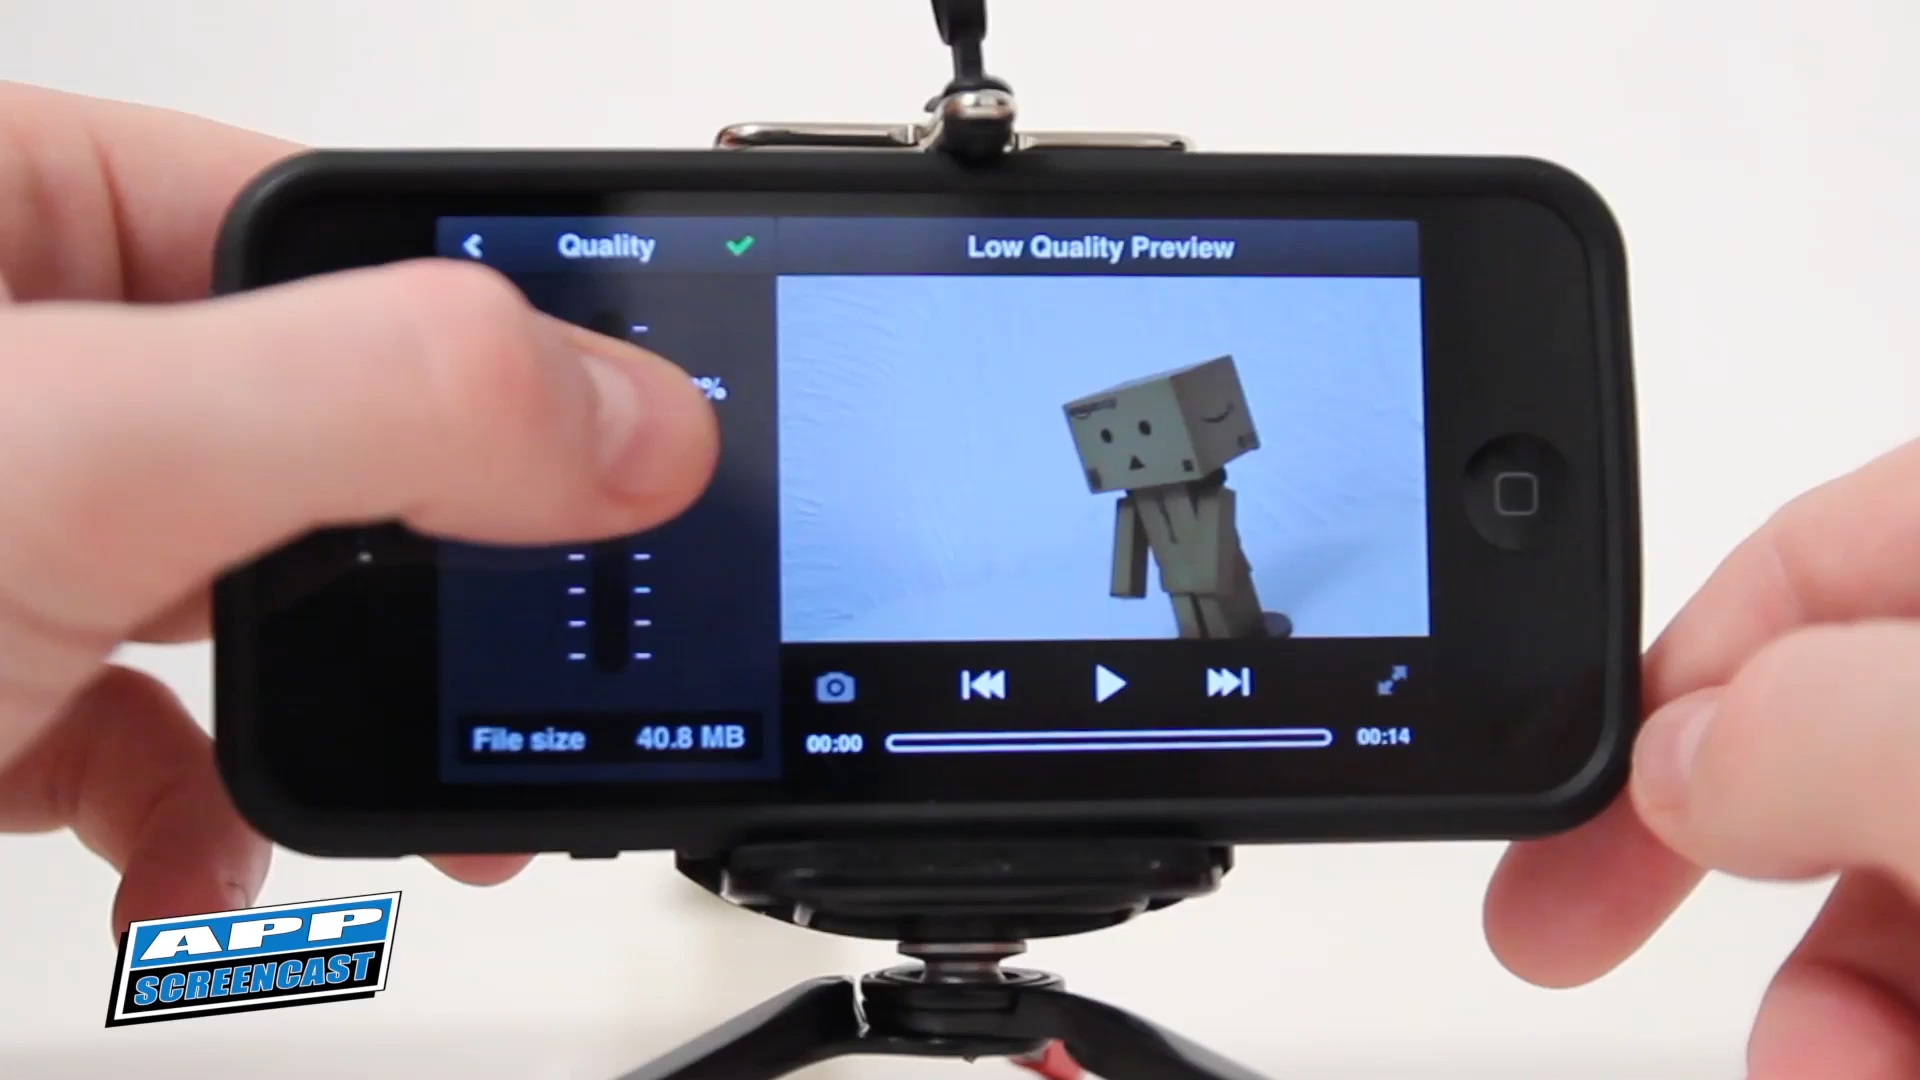 Quality
Low Quality Preview
%
File size 40.8 MB
00:00
00:14
APP
SCREENCAST